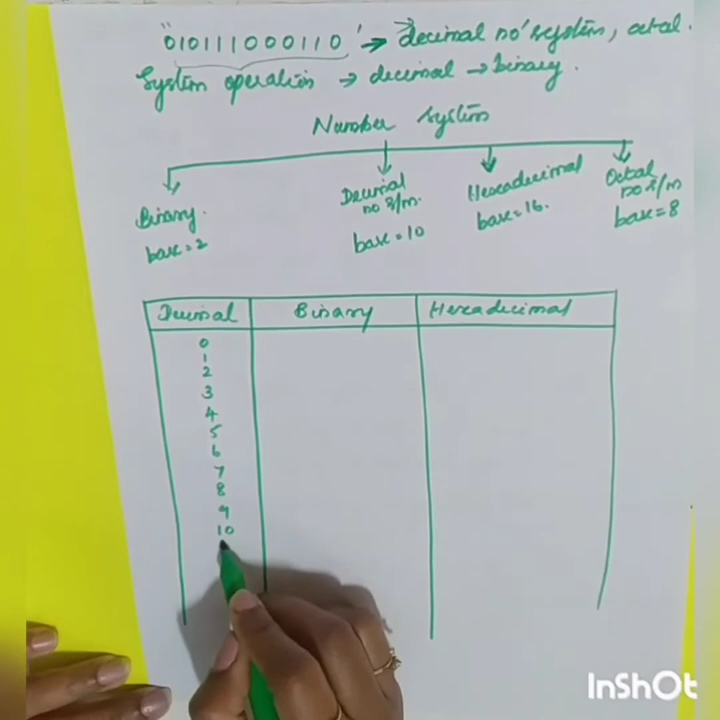 "010111000110" → decimal no' system, octal.
System operation → decimal → binary.
Number system
Binary. base = 2
Decimal no s/m. base = 10
Hexadecimal base = 16.
Octal no s/m base = 8
Decimal Binary Hexadecimal
0
1
2
3
4
5
6
7
8
9
10
InShOt